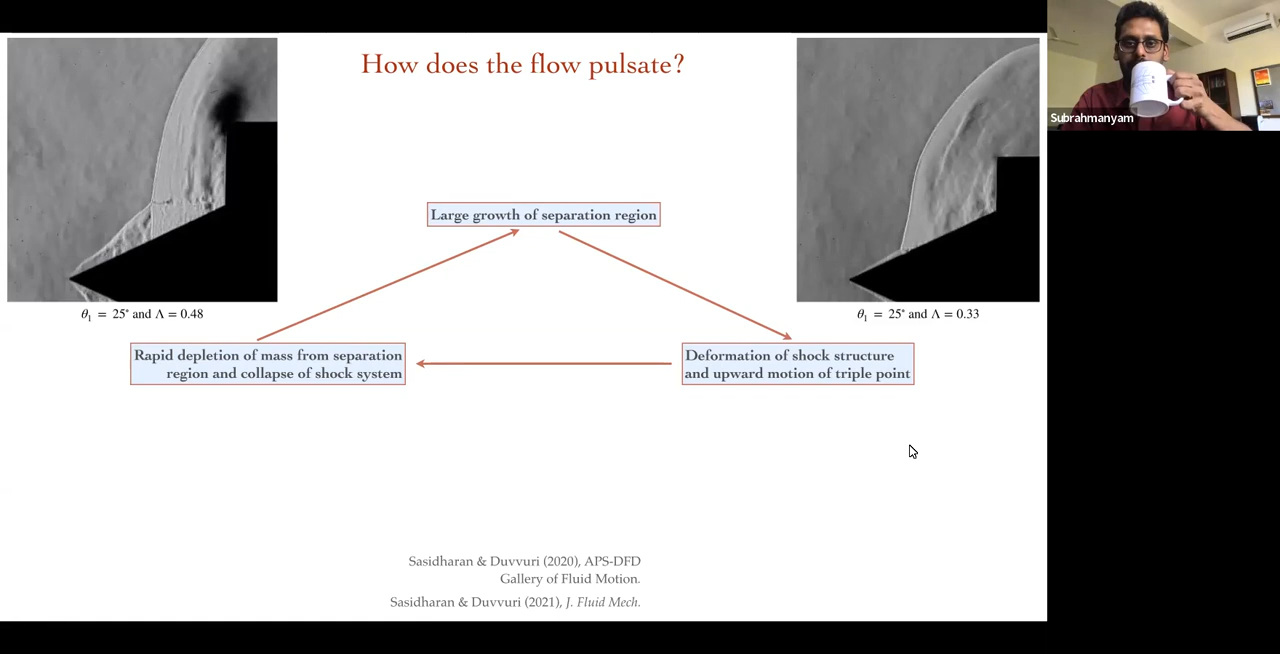 How does the flow pulsate?
Subrahmanyam
Large growth of separation region
θ₁ = 25° and Λ = 0.48
θ₁ = 25° and Λ = 0.33
Rapid depletion of mass from separation
region and collapse of shock system
Deformation of shock structure
and upward motion of triple point
Sasidharan & Duvvuri (2020), APS-DFD
Gallery of Fluid Motion.
Sasidharan & Duvvuri (2021), J. Fluid Mech.